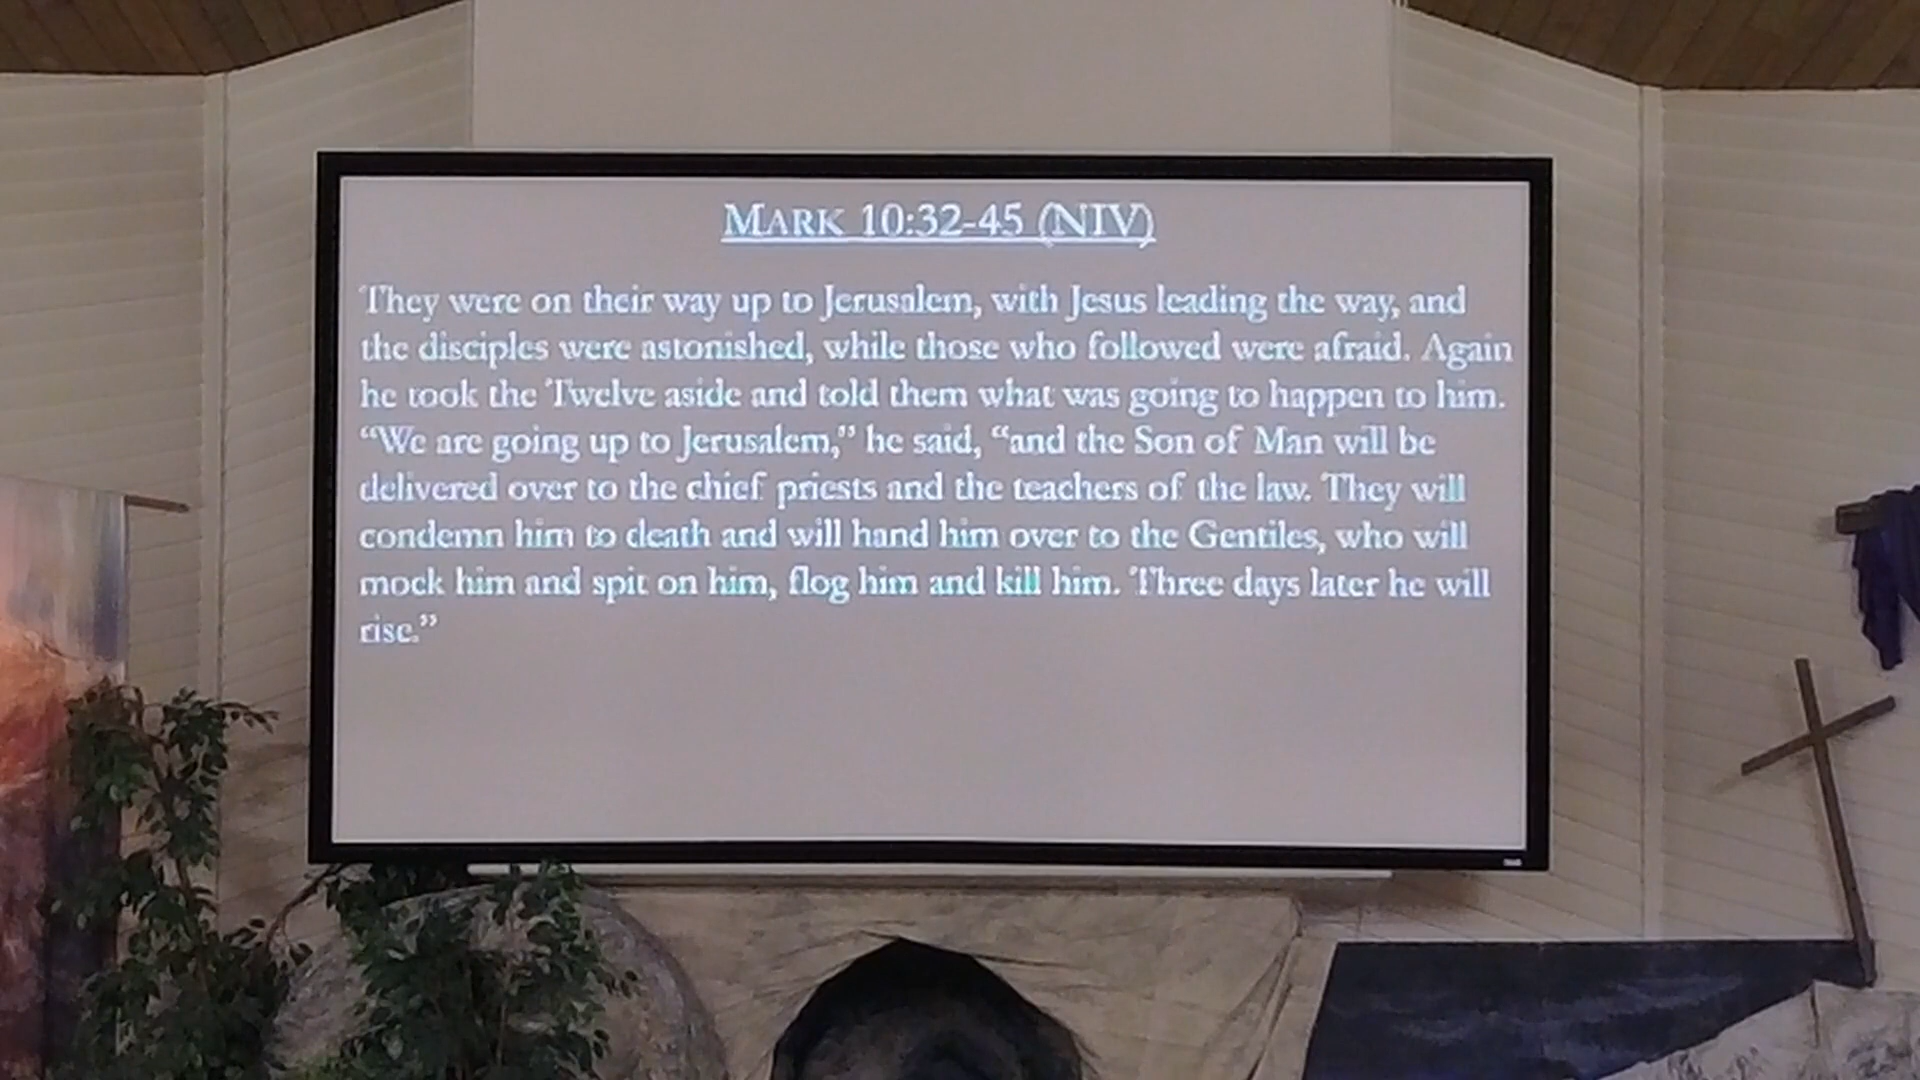 MARK 10:32-45 (NIV)
They were on their way up to Jerusalem, with Jesus leading the way, and
the disciples were astonished, while those who followed were afraid. Again
he took the Twelve aside and told them what was going to happen to him.
“We are going up to Jerusalem,” he said, “and the Son of Man will be
delivered over to the chief priests and the teachers of the law. They will
condemn him to death and will hand him over to the Gentiles, who will
mock him and spit on him, flog him and kill him. Three days later he will
rise.”